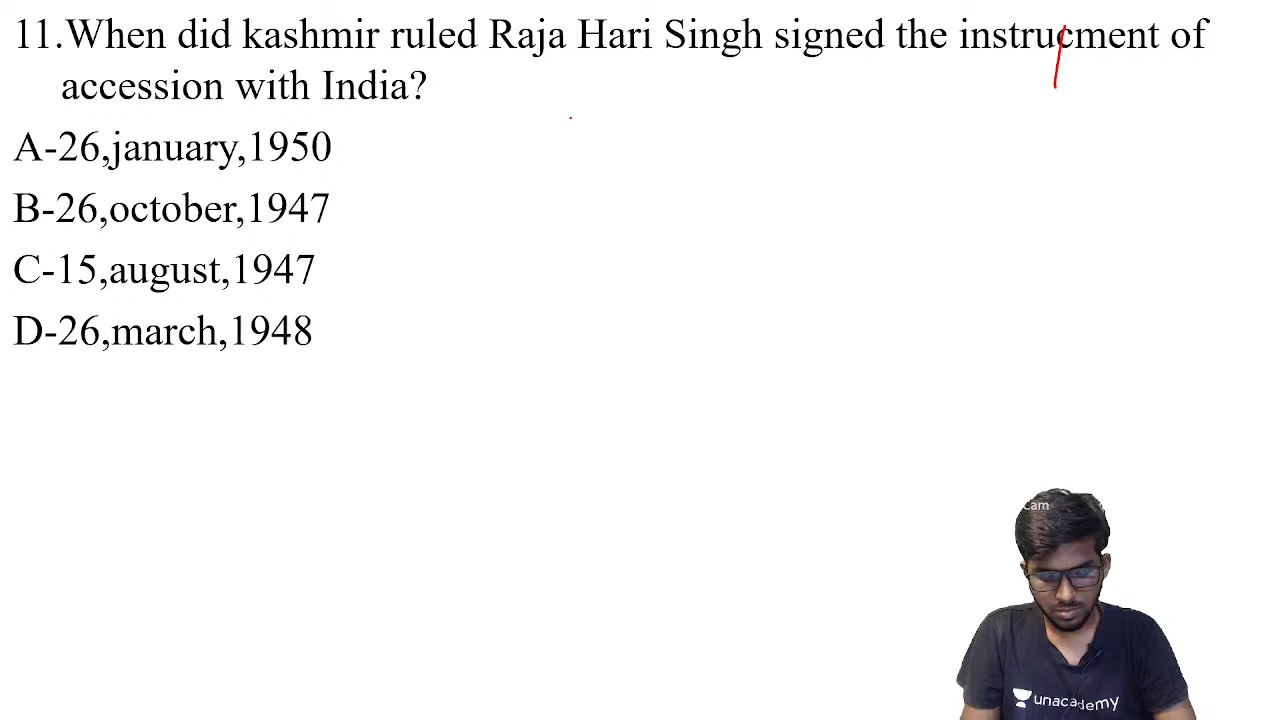 11.When did kashmir ruled Raja Hari Singh signed the instrucment of
accession with India?
A-26,january,1950
B-26,october,1947
C-15,august,1947
D-26,march,1948
Cam
unacademy